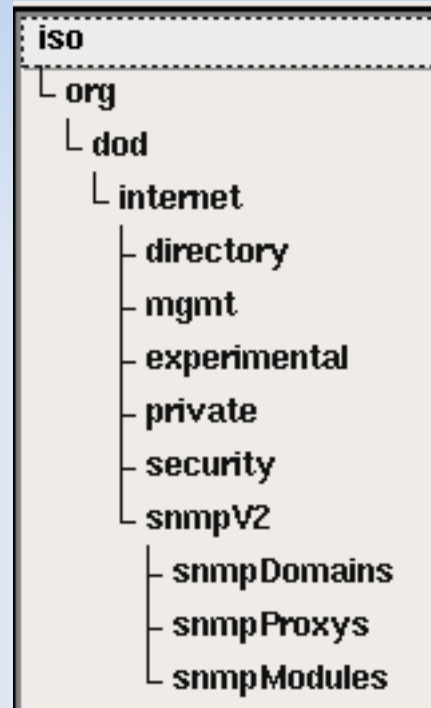 iso
org
dod
internet
directory
mgmt
experimental
private
security
snmpV2
snmpDomains
snmpProxys
snmpModules